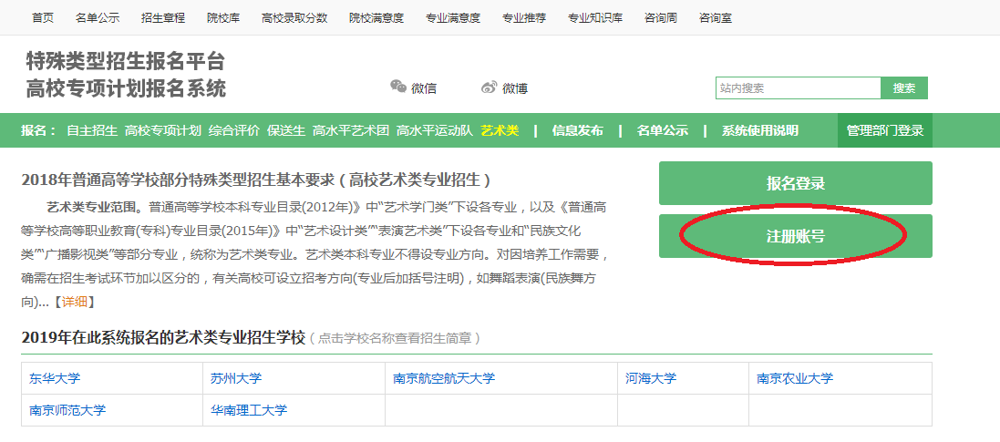 首页 名单公示 招生章程 院校库 高校录取分数 院校满意度 专业满意度 专业推荐 专业知识库 咨询周 咨询室
特殊类型招生报名平台
高校专项计划报名系统
微信 微博 站内搜索 搜索
报名： 自主招生 高校专项计划 综合评价 保送生 高水平艺术团 高水平运动队 艺术类 | 信息发布 | 名单公示 | 系统使用说明 管理部门登录
2018年普通高等学校部分特殊类型招生基本要求（高校艺术类专业招生）
艺术类专业范围。普通高等学校本科专业目录(2012年)》中“艺术学门类”下设各专业，以及《普通高
等学校高等职业教育(专科)专业目录(2015年)》中“艺术设计类”“表演艺术类”下设各专业和“民族文化
类”“广播影视类”等部分专业，统称为艺术类专业。艺术类本科专业不得设专业方向。对因培养工作需要，
确需在招生考试环节加以区分的，有关高校可设立招考方向(专业后加括号注明)，如舞蹈表演(民族舞方
向)...【详细】
报名登录
注册账号
2019年在此系统报名的艺术类专业招生学校（点击学校名称查看招生简章）
东华大学 苏州大学 南京航空航天大学 河海大学 南京农业大学
南京师范大学 华南理工大学